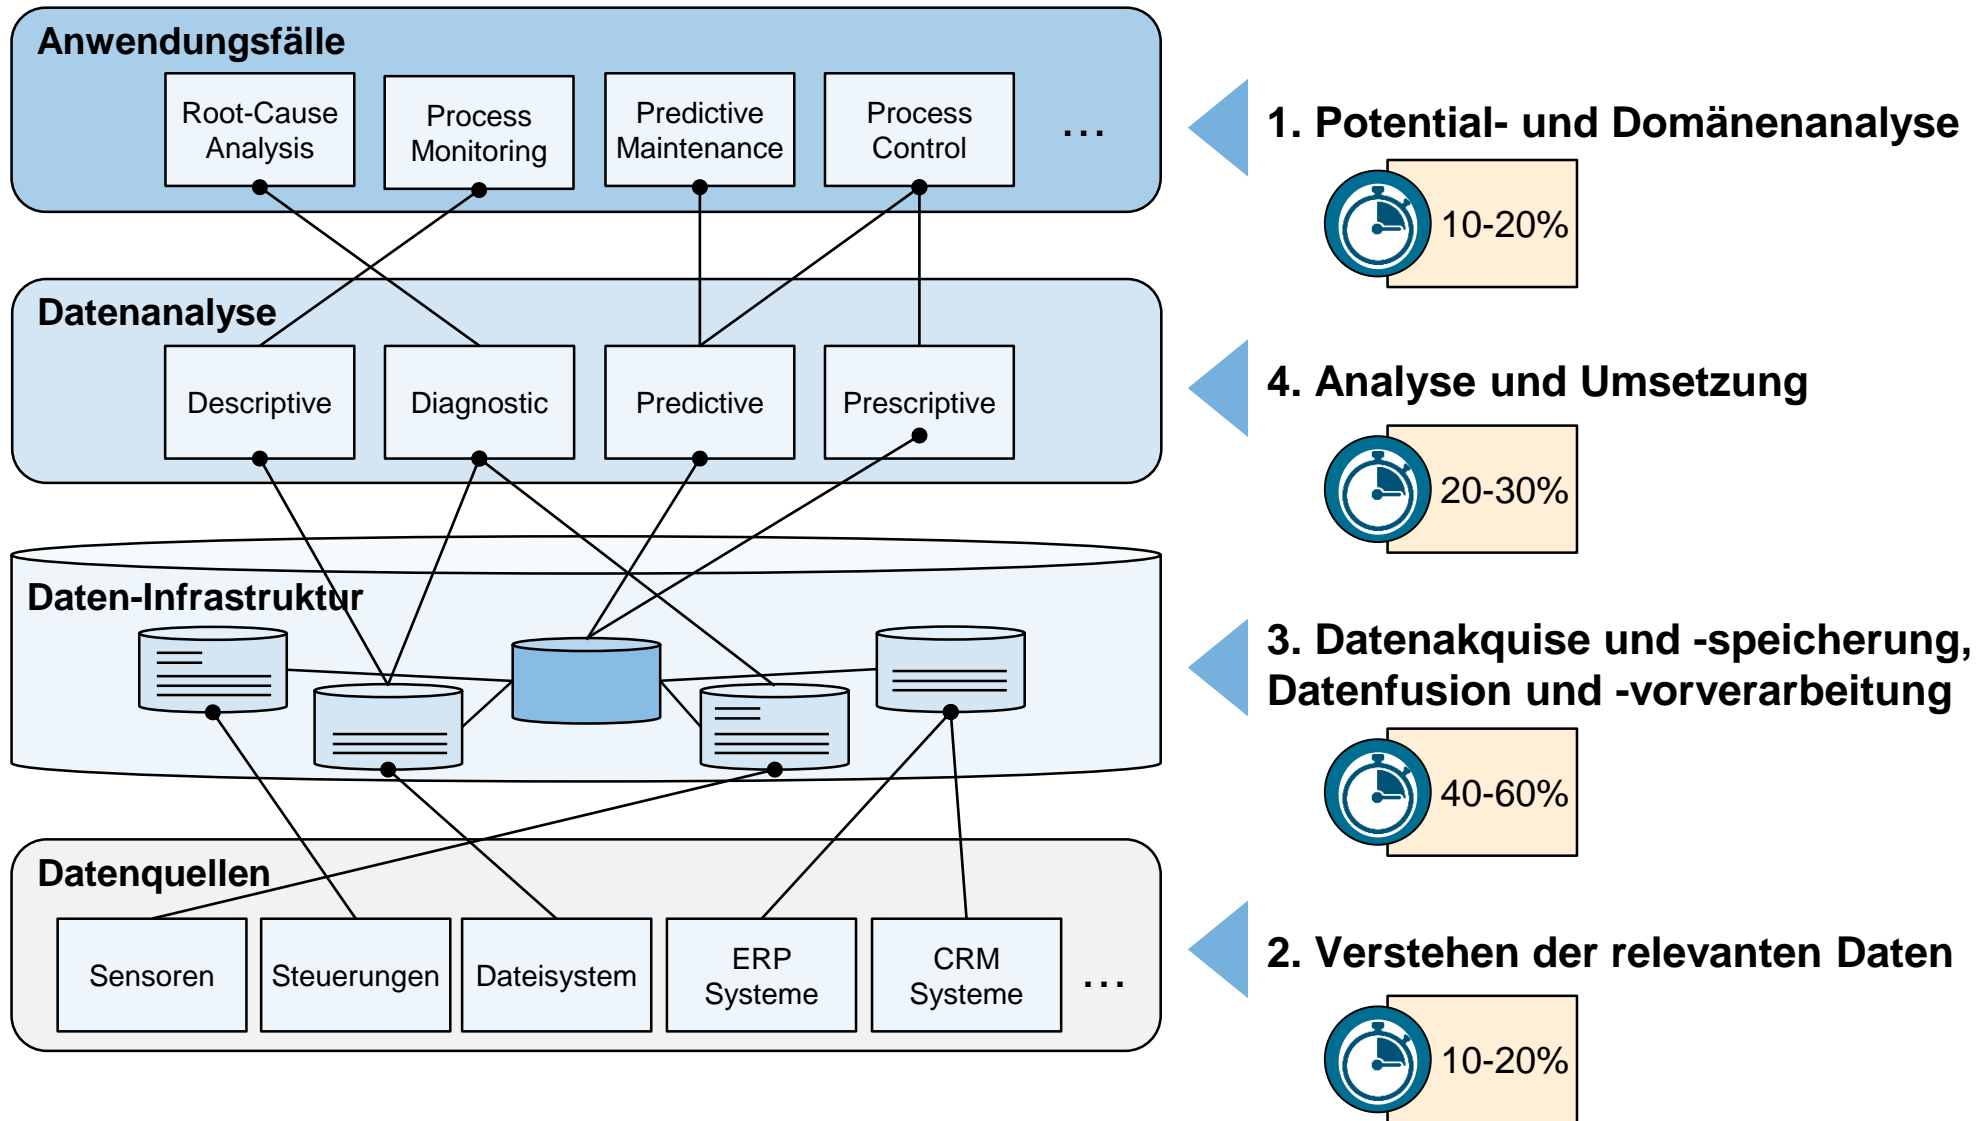 Anwendungsfälle
Root-Cause
Analysis
Process
Monitoring
Predictive
Maintenance
Process
Control
...
1. Potential- und Domänenanalyse
10-20%
Datenanalyse
Descriptive
Diagnostic
Predictive
Prescriptive
4. Analyse und Umsetzung
20-30%
Daten-Infrastruktur
3. Datenakquise und -speicherung,
Datenfusion und -vorverarbeitung
40-60%
Datenquellen
Sensoren
Steuerungen
Dateisystem
ERP
Systeme
CRM
Systeme
...
2. Verstehen der relevanten Daten
10-20%